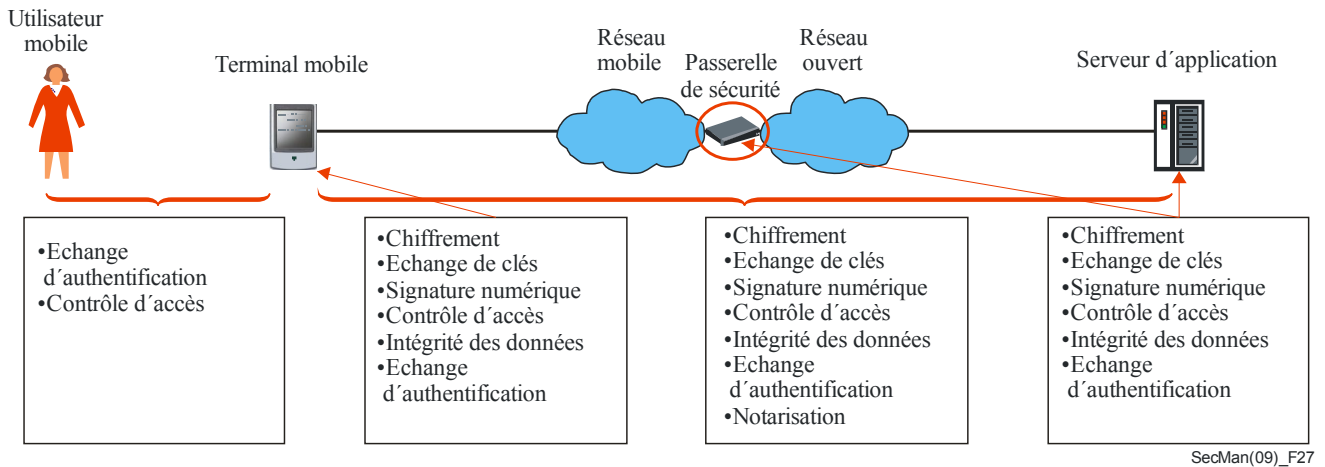 Utilisateur
mobile
Terminal mobile
Réseau
mobile
Passerelle
de sécurité
Réseau
ouvert
Serveur d´application
•Echange
d´authentification
•Contrôle d´accès
•Chiffrement
•Echange de clés
•Signature numérique
•Contrôle d´accès
•Intégrité des données
•Echange
d´authentification
•Chiffrement
•Echange de clés
•Signature numérique
•Contrôle d´accès
•Intégrité des données
•Echange
d´authentification
•Notarisation
•Chiffrement
•Echange de clés
•Signature numérique
•Contrôle d´accès
•Intégrité des données
•Echange
d´authentification
SecMan(09)_F27